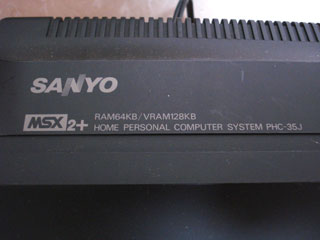 SANYO
MSX2+ RAM64KB/VRAM128KB
HOME PERSONAL COMPUTER SYSTEM PHC-35J